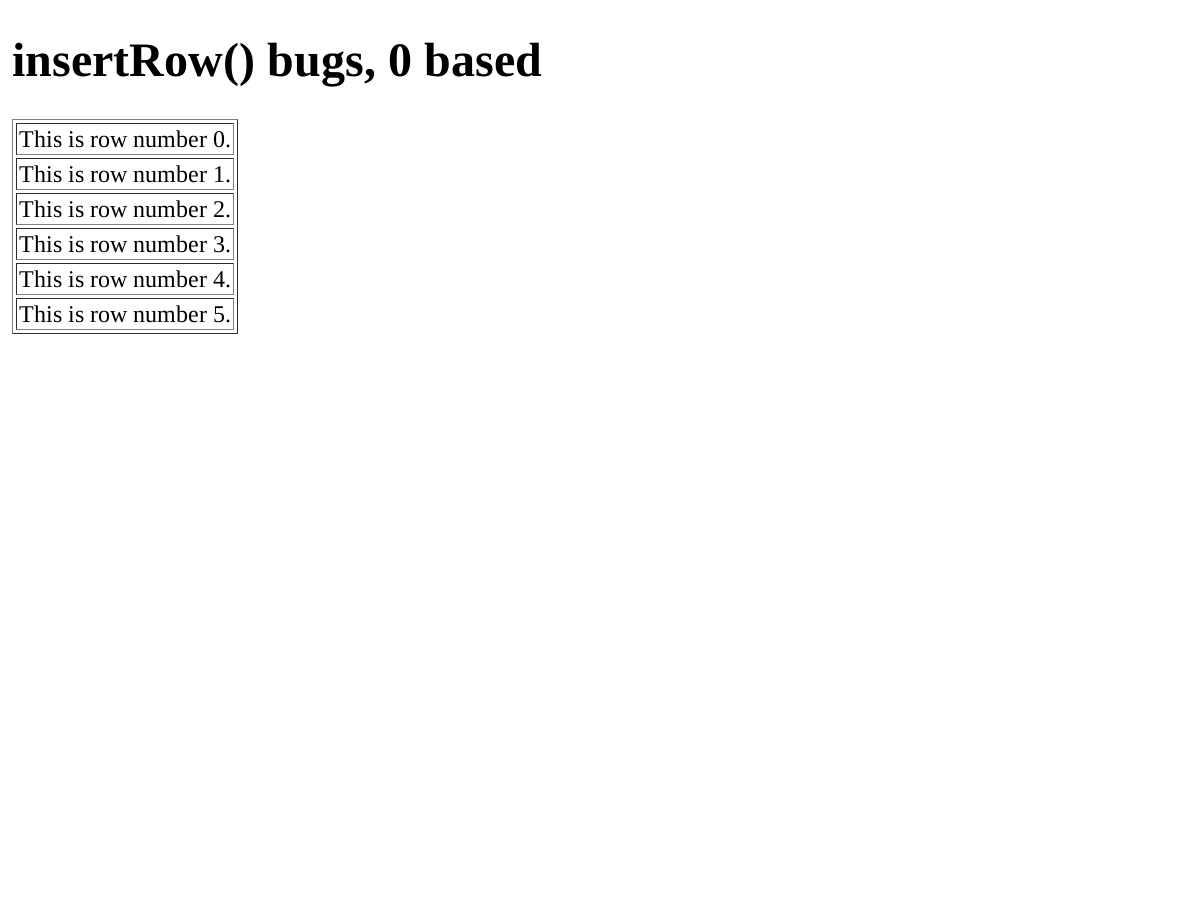 insertRow() bugs, 0 based
This is row number 0.
This is row number 1.
This is row number 2.
This is row number 3.
This is row number 4.
This is row number 5.